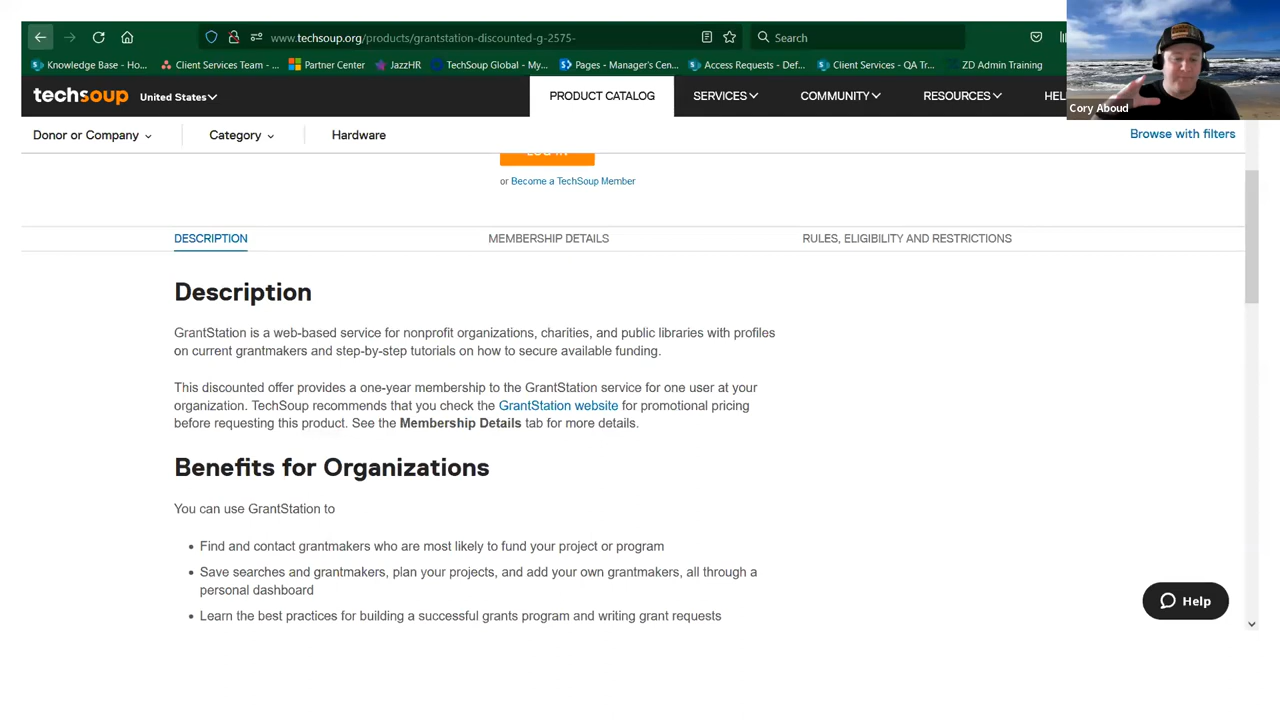 www.techsoup.org/products/grantstation-discounted-g-2575-
Search
Knowledge Base - Ho... Client Services Team - ... Partner Center JazzHR TechSoup Global - My... Pages - Manager's Cen... Access Requests - Def... Client Services - QA Tr... ZD Admin Training
Cory Aboud
techsoup United States PRODUCT CATALOG SERVICES COMMUNITY RESOURCES HEL
Donor or Company Category Hardware Browse with filters
or Become a TechSoup Member
DESCRIPTION MEMBERSHIP DETAILS RULES, ELIGIBILITY AND RESTRICTIONS
Description
GrantStation is a web-based service for nonprofit organizations, charities, and public libraries with profiles
on current grantmakers and step-by-step tutorials on how to secure available funding.
This discounted offer provides a one-year membership to the GrantStation service for one user at your
organization. TechSoup recommends that you check the GrantStation website for promotional pricing
before requesting this product. See the Membership Details tab for more details.
Benefits for Organizations
You can use GrantStation to
• Find and contact grantmakers who are most likely to fund your project or program
• Save searches and grantmakers, plan your projects, and add your own grantmakers, all through a
personal dashboard
• Learn the best practices for building a successful grants program and writing grant requests
Help